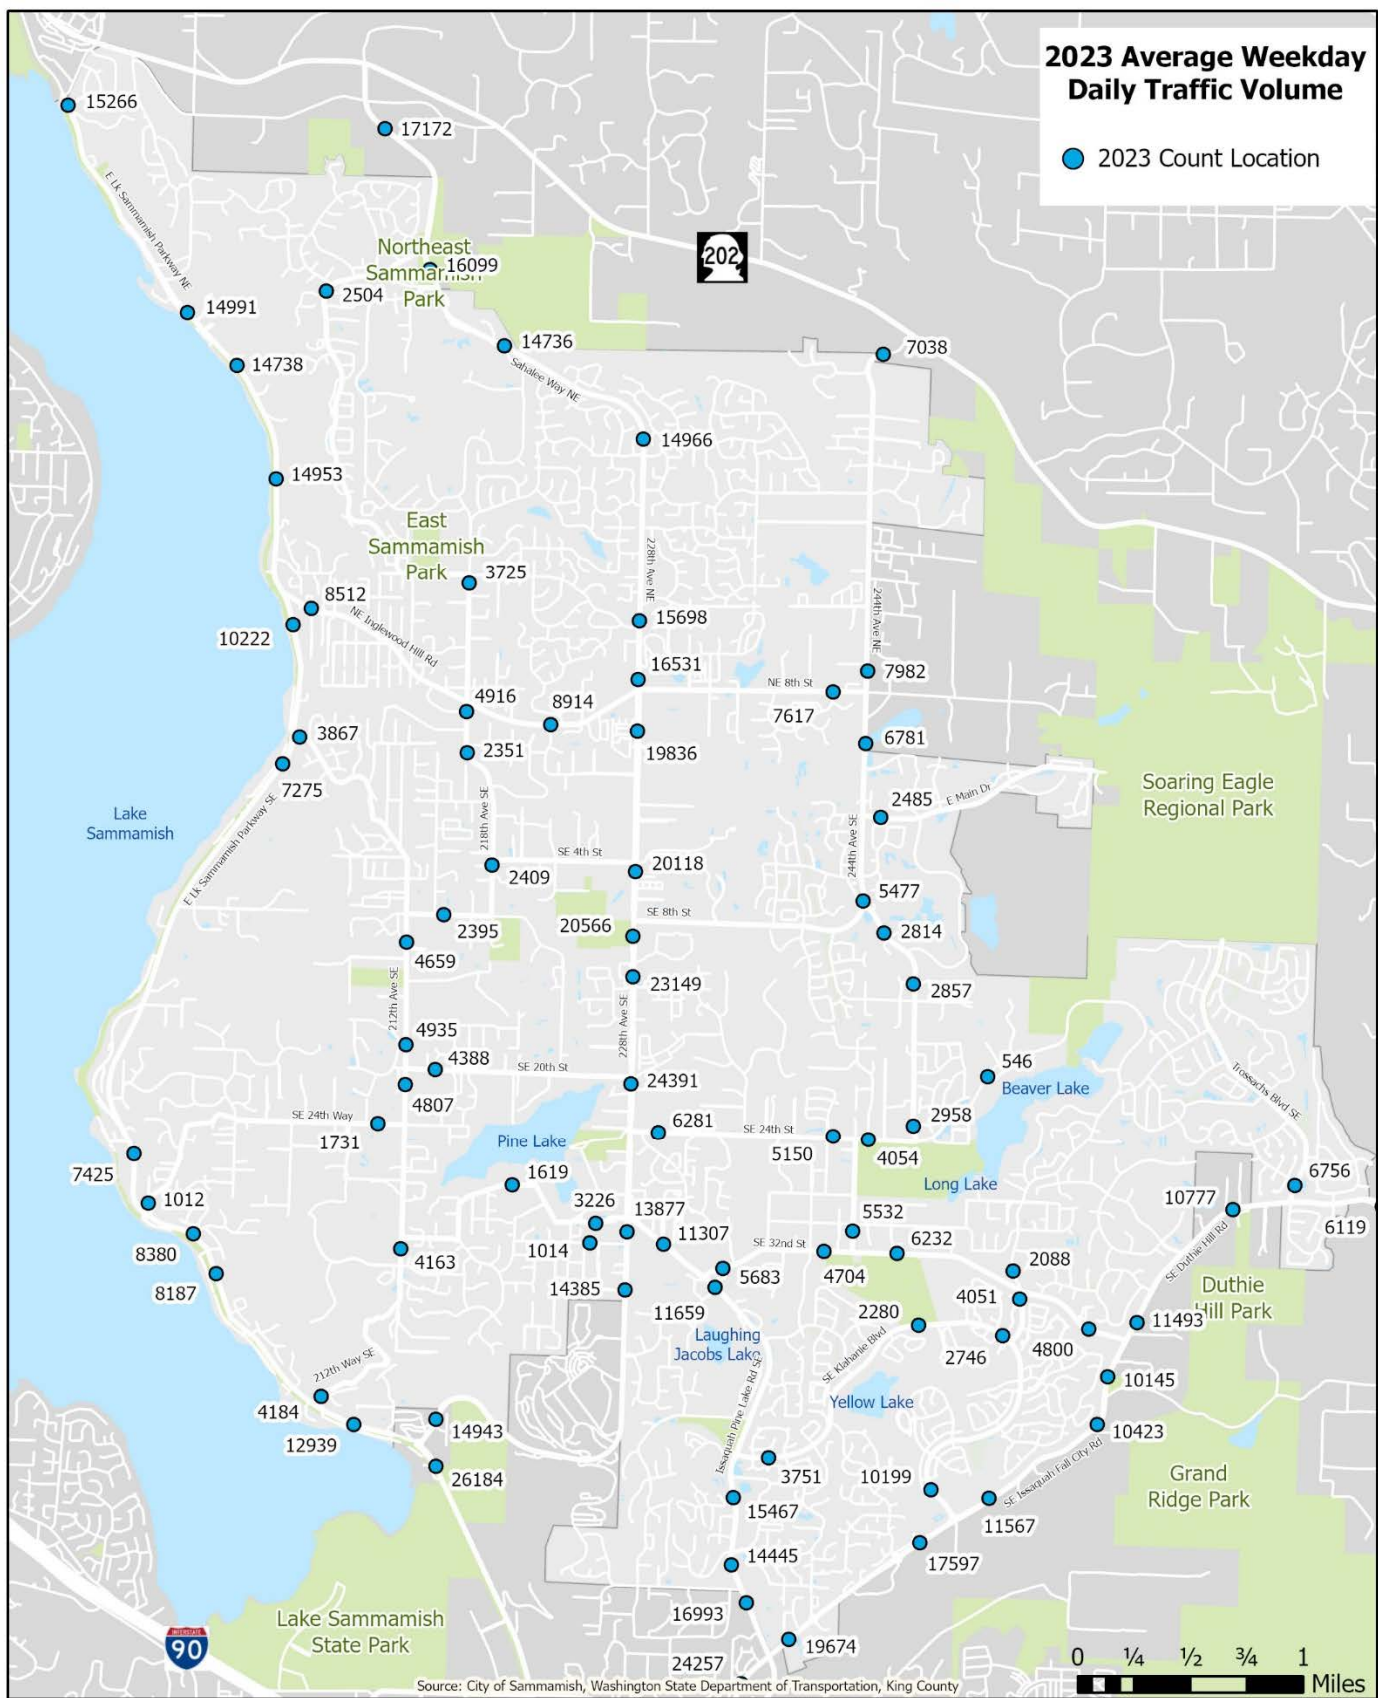 2023 Average Weekday
Daily Traffic Volume
2023 Count Location
15266
17172
E Lk Sammamish Parkway NE
Northeast
Sammamish
Park
16099
202
2504
14991
14736
7038
14738
Sahalee Way NE
14966
14953
East
Sammamish
Park
228th Ave NE
3725
8512
10222
NE Inglewood Hill Rd
15698
244th Ave NE
16531
7982
NE 8th St
7617
4916
8914
3867
2351
19836
6781
7275
Soaring Eagle
Regional Park
2485
E Main Dr
Lake
Sammamish
E Lk Sammamish Parkway SE
218th Ave SE
SE 4th St
244th Ave SE
2409
20118
5477
2395
20566
SE 8th St
2814
4659
23149
2857
212th Ave SE
228th Ave SE
4935
4388
SE 20th St
24391
546
Beaver Lake
Trossachs Blvd SE
4807
SE 24th Way
1731
Pine Lake
6281
SE 24th St
5150
4054
2958
7425
1619
Long Lake
6756
10777
1012
3226
13877
5532
6119
8380
4163
1014
11307
SE 32nd St
6232
SE Duthie Hill Rd
4704
2088
8187
14385
5683
11659
4051
Duthie
Hill Park
2280
11493
Laughing
Jacobs Lake
2746
4800
212th Way SE
SE Klahanie Blvd
10145
4184
Yellow Lake
12939
14943
Issaquah Pine Lake Rd SE
10423
26184
3751
10199
SE Issaquah Fall City Rd
Grand
Ridge Park
15467
11567
17597
14445
16993
Lake Sammamish
State Park
INTERSTATE
90
19674
24257
0 ¼ ½ ¾ 1
Miles
Source: City of Sammamish, Washington State Department of Transportation, King County